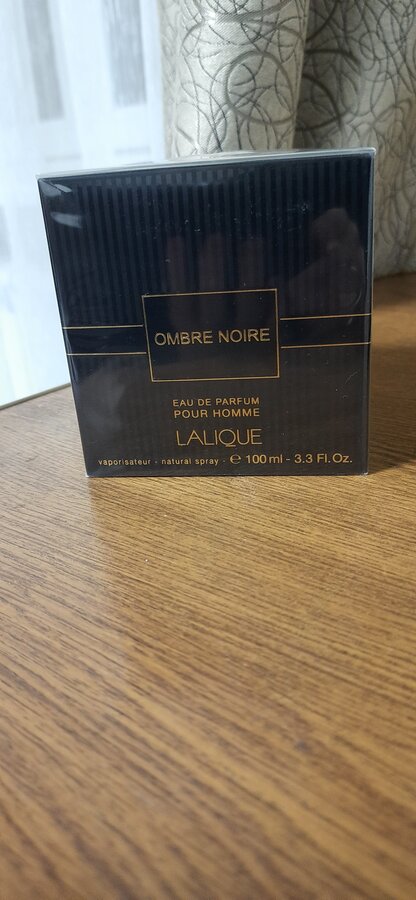 OMBRE NOIRE
EAU DE PARFUM
POUR HOMME
LALIQUE
vaporisateur - natural spray - ℮ 100 ml - 3.3 Fl. Oz.